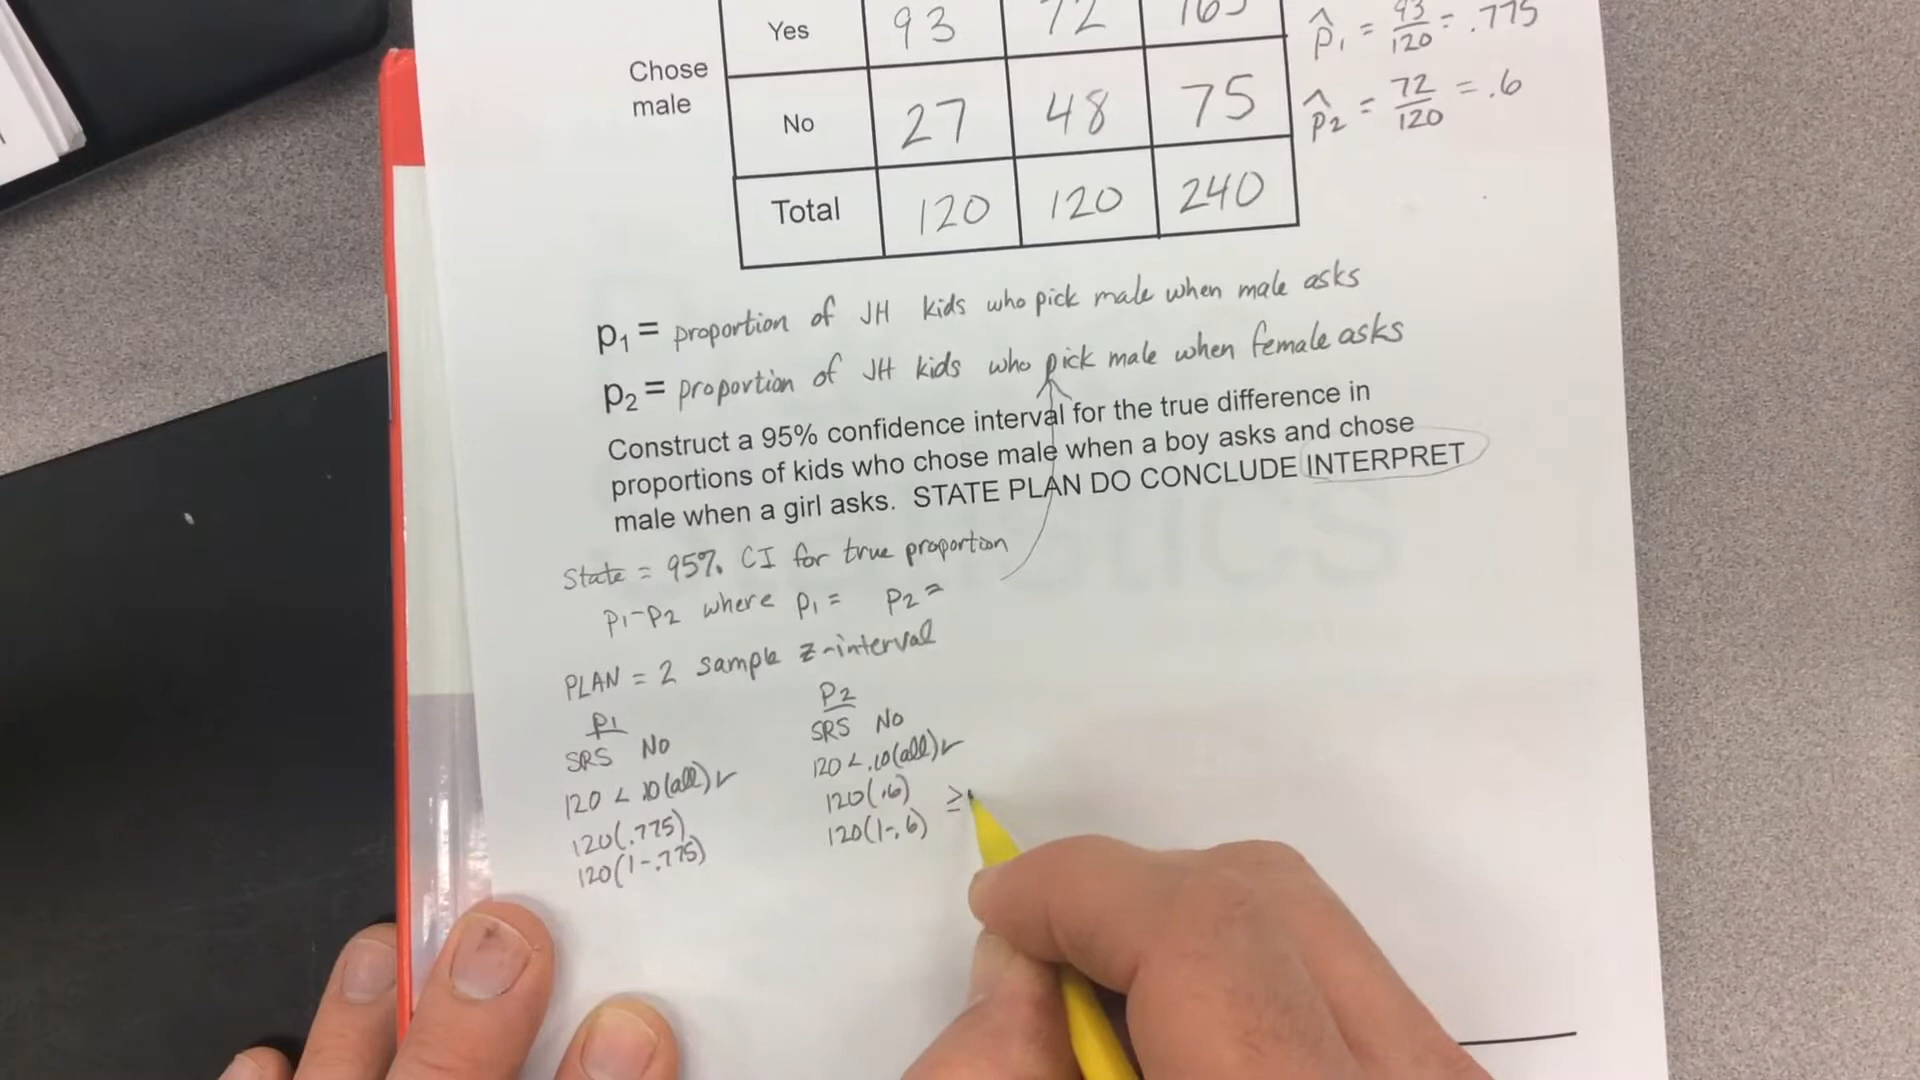 Yes 93 72 165 p̂₁ = 93/120 = .775
Chose
male
No 27 48 75 p̂₂ = 72/120 = .6
Total 120 120 240
p₁ = proportion of JH kids who pick male when male asks
p₂ = proportion of JH kids who pick male when female asks
Construct a 95% confidence interval for the true difference in
proportions of kids who chose male when a boy asks and chose
male when a girl asks. STATE PLAN DO CONCLUDE INTERPRET
State = 95% CI for true proportion
p₁-p₂ where p₁ = p₂ =
PLAN = 2 sample z-interval
p₁ P₂
SRS No SRS No
120 < .10(all)✓ 120 < .10(all)✓
120(.775) 120(.6)
120(1-.775) 120(1-.6) ≥